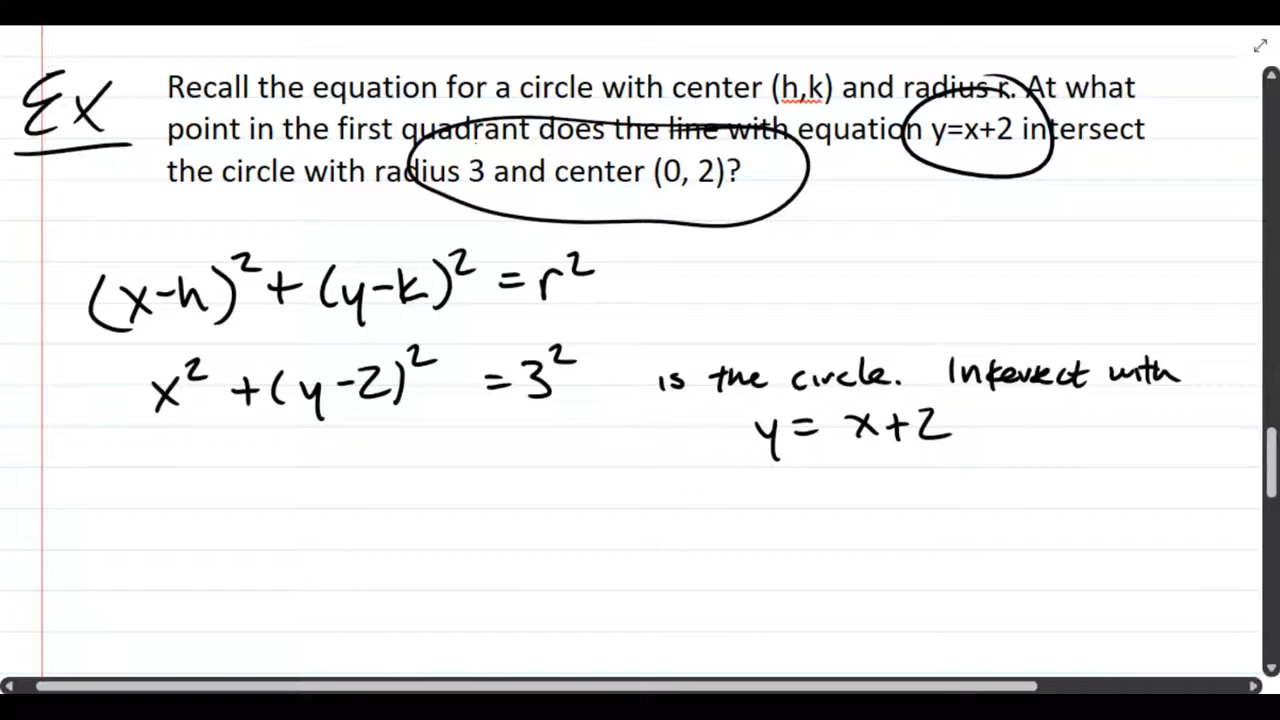 Ex
Recall the equation for a circle with center (h,k) and radius r. At what
point in the first quadrant does the line with equation y=x+2 intersect
the circle with radius 3 and center (0, 2)?
(x-h)² + (y-k)² = r²
x² + (y-2)² = 3² is the circle. Intersect with
y = x+2